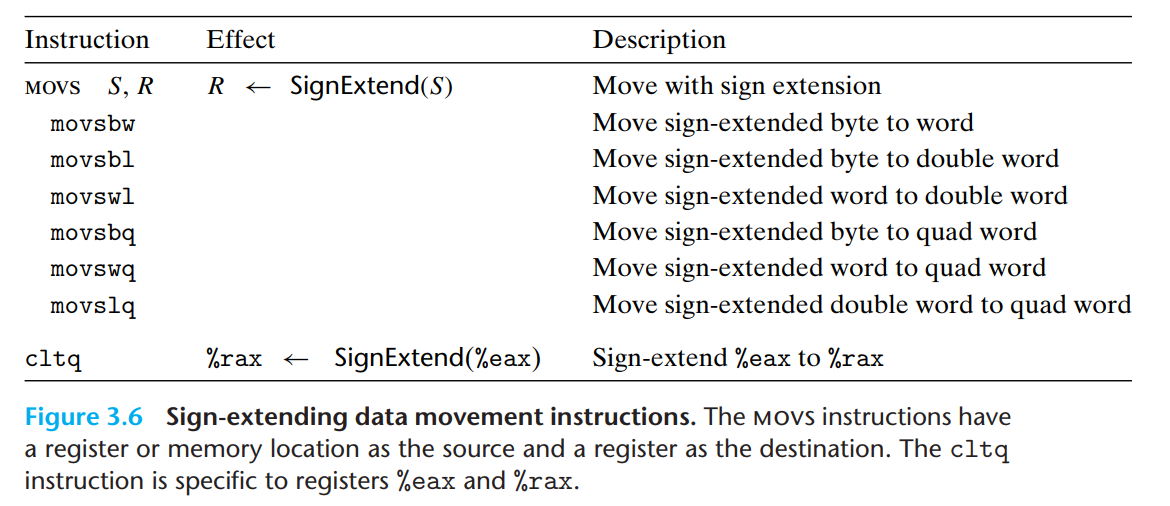 Instruction Effect Description
MOVS S, R R ← SignExtend(S) Move with sign extension
movsbw Move sign-extended byte to word
movsbl Move sign-extended byte to double word
movswl Move sign-extended word to double word
movsbq Move sign-extended byte to quad word
movswq Move sign-extended word to quad word
movslq Move sign-extended double word to quad word
cltq %rax ← SignExtend(%eax) Sign-extend %eax to %rax
Figure 3.6 Sign-extending data movement instructions. The MOVS instructions have
a register or memory location as the source and a register as the destination. The cltq
instruction is specific to registers %eax and %rax.